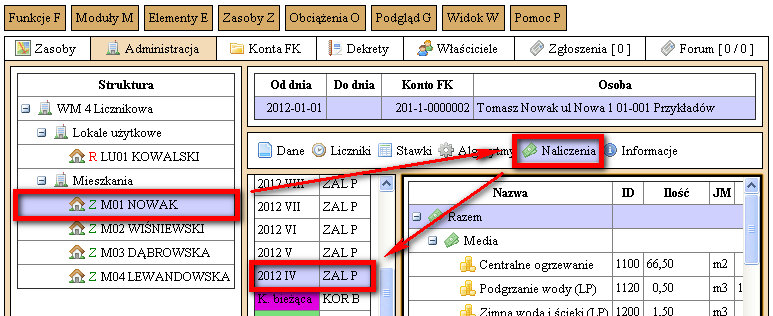 Funkcje F Moduły M Elementy E Zasoby Z Obciążenia O Podgląd G Widok W Pomoc P
Zasoby Administracja Konta FK Dekrety Właściciele Zgłoszenia [ 0 ] Forum [ 0 / 0 ]
Struktura
WM 4 Licznikowa
Lokale użytkowe
R LU01 KOWALSKI
Mieszkania
Z M01 NOWAK
Z M02 WIŚNIEWSKI
Z M03 DĄBROWSKA
Z M04 LEWANDOWSKA
Od dnia Do dnia Konto FK Osoba
2012-01-01 201-1-0000002 Tomasz Nowak ul Nowa 1 01-001 Przykładów
Dane Liczniki Stawki Algorytmy Naliczenia Informacje
2012 VIII ZAL P
2012 VII ZAL P
2012 VI ZAL P
2012 V ZAL P
2012 IV ZAL P
K. bieżąca KOR B
Nazwa ID Ilość JM
Razem
Media
Centralne ogrzewanie 1100 66,50 m2
Podgrzanie wody (LP) 1120 0,50 m3 1
Zimna woda i ścieki (LP) 1200 1,50 m3